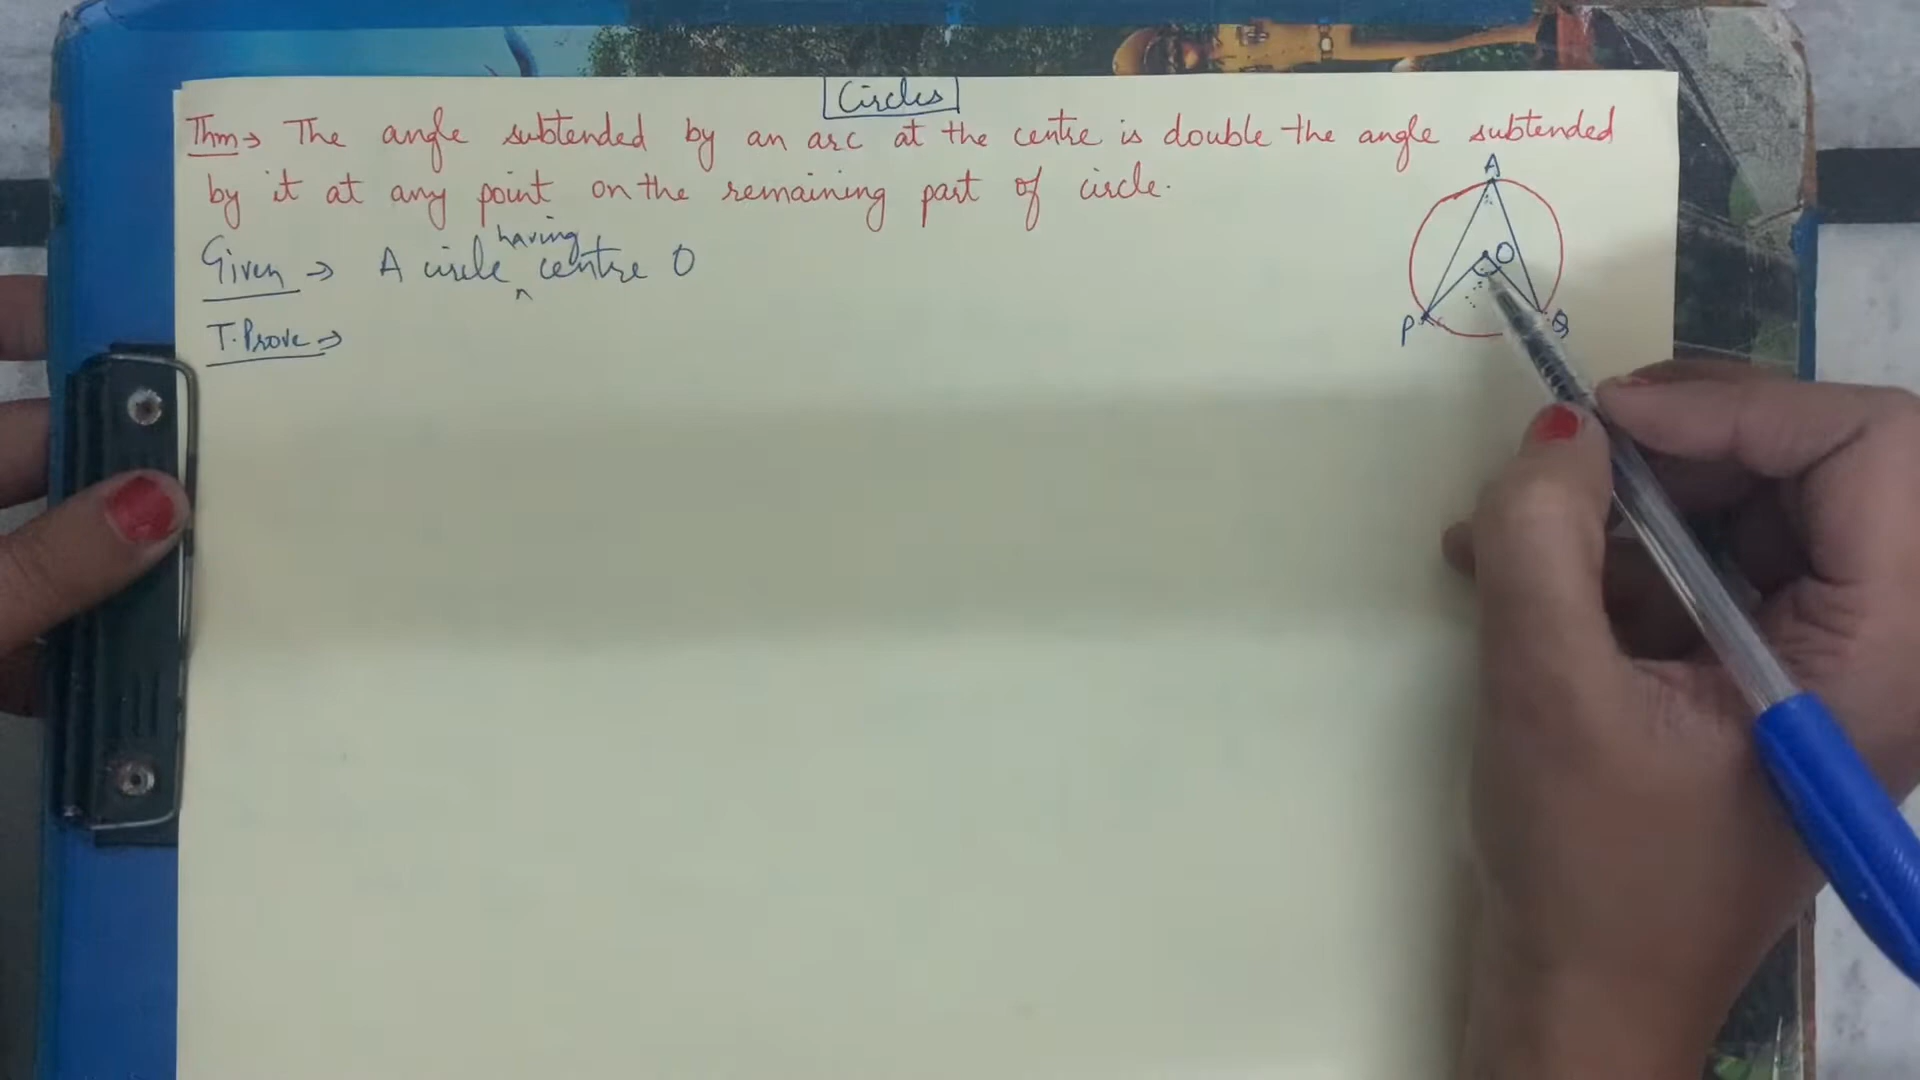 Circles
Thm → The angle subtended by an arc at the centre is double the angle subtended
by it at any point on the remaining part of circle.
Given → A circle having centre O
T. Prove →
A
O
P
Q